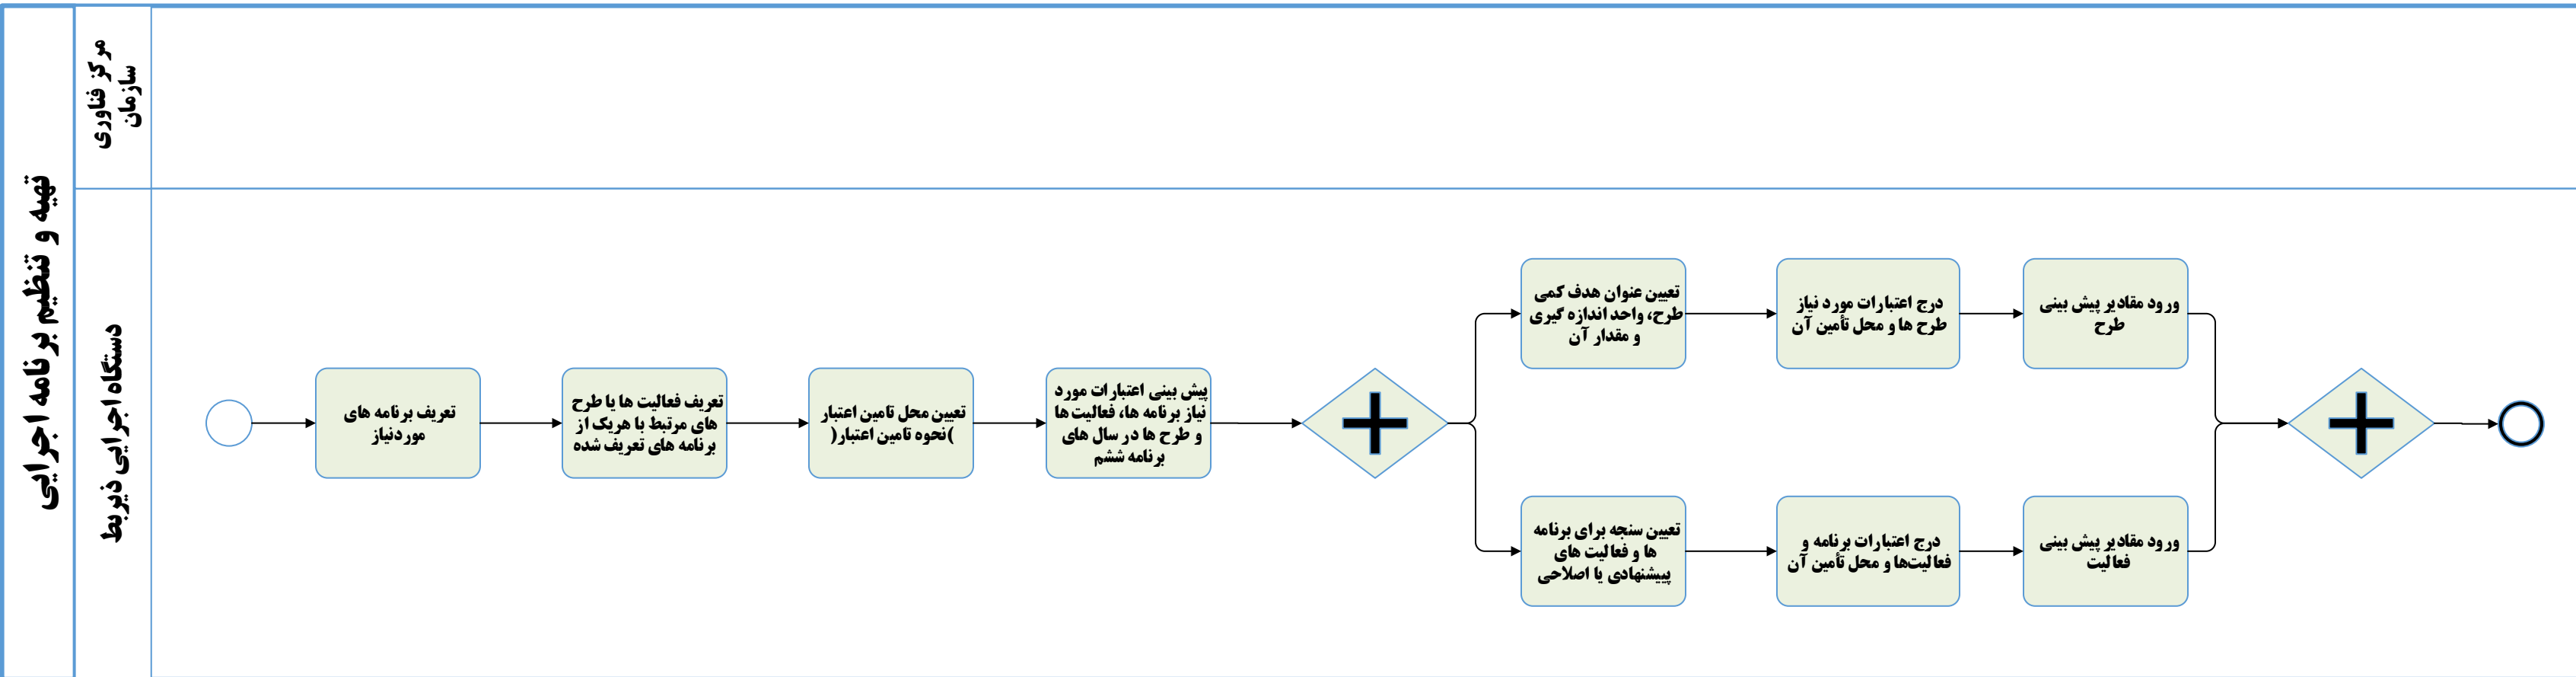 تهیه و تنظیم برنامه اجرایی
مرکز فناوری
سازمان
دستگاه اجرایی ذیربط
تعریف برنامه های
موردنیاز
تعریف فعالیت ها یا طرح
های مرتبط با هریک از
برنامه های تعریف شده
تعیین محل تامین اعتبار
)نحوه تامین اعتبار(
پیش بینی اعتبارات مورد
نیاز برنامه ها، فعالیت ها
و طرح ها در سال های
برنامه ششم
تعیین عنوان هدف کمی
طرح، واحد اندازه گیری
و مقدار آن
درج اعتبارات مورد نیاز
طرح ها و محل تأمین آن
ورود مقادیر پیش بینی
طرح
تعیین سنجه برای برنامه
ها و فعالیت های
پییشنهادی یا اصلاحی
درج اعتبارات برنامه و
فعالیت‌ها و محل تأمین آن
ورود مقادیر پیش بینی
فعالیت